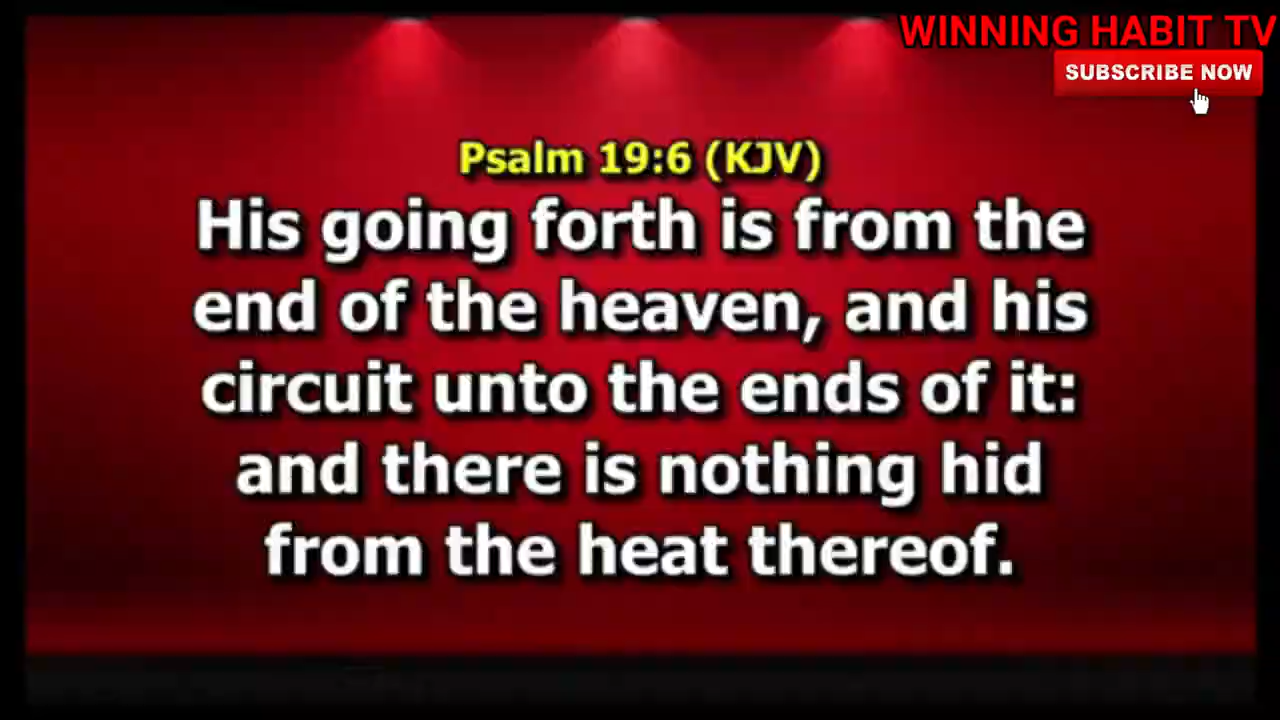 WINNING HABIT TV
SUBSCRIBE NOW
Psalm 19:6 (KJV)
His going forth is from the
end of the heaven, and his
circuit unto the ends of it:
and there is nothing hid
from the heat thereof.